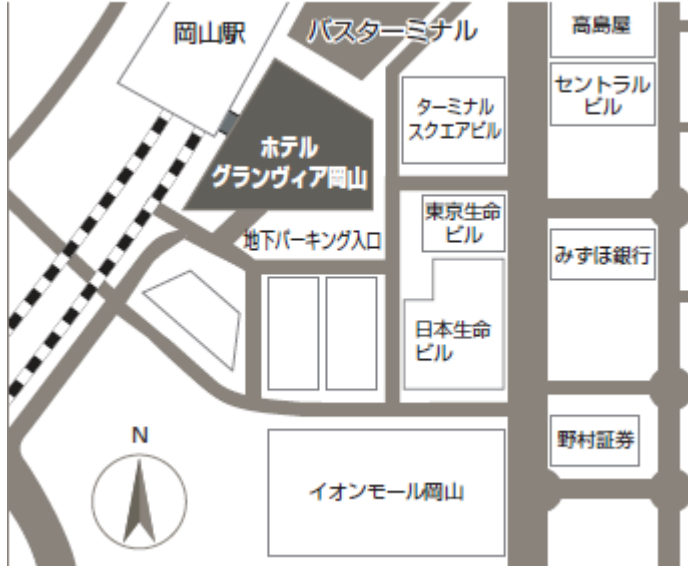 岡山駅
バスターミナル
高島屋
セントラル
ビル
ターミナル
スクエアビル
ホテル
グランヴィア岡山
東京生命
ビル
地下パーキング入口
みずほ銀行
日本生命
ビル
野村証券
N
イオンモール岡山